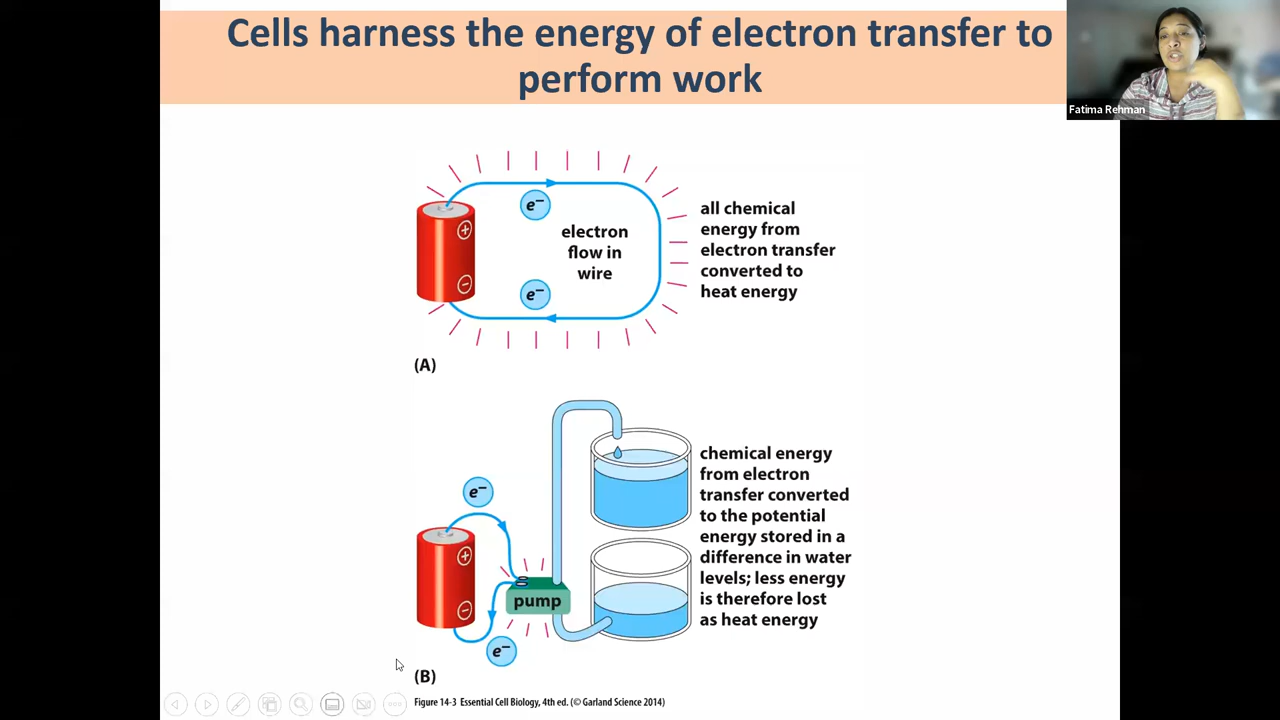 Cells harness the energy of electron transfer to
perform work
Fatima Rehman
e−
+
electron
flow in
wire
−
e−
all chemical
energy from
electron transfer
converted to
heat energy
(A)
e−
+
−
pump
e−
chemical energy
from electron
transfer converted
to the potential
energy stored in a
difference in water
levels; less energy
is therefore lost
as heat energy
(B)
Figure 14-3 Essential Cell Biology, 4th ed. (© Garland Science 2014)